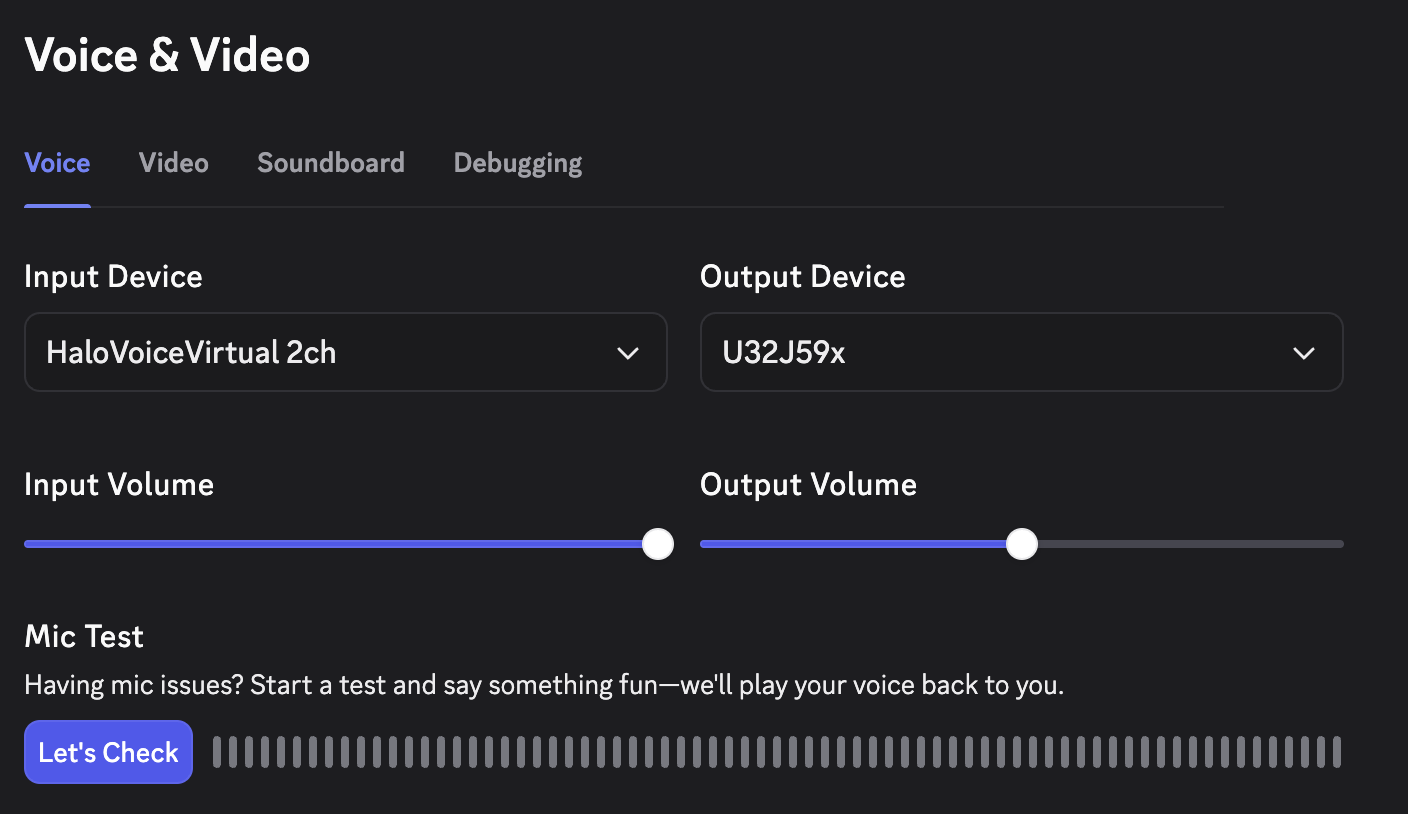 Voice & Video
Voice Video Soundboard Debugging
Input Device Output Device
HaloVoiceVirtual 2ch U32J59x
Input Volume Output Volume
Mic Test
Having mic issues? Start a test and say something fun—we'll play your voice back to you.
Let's Check